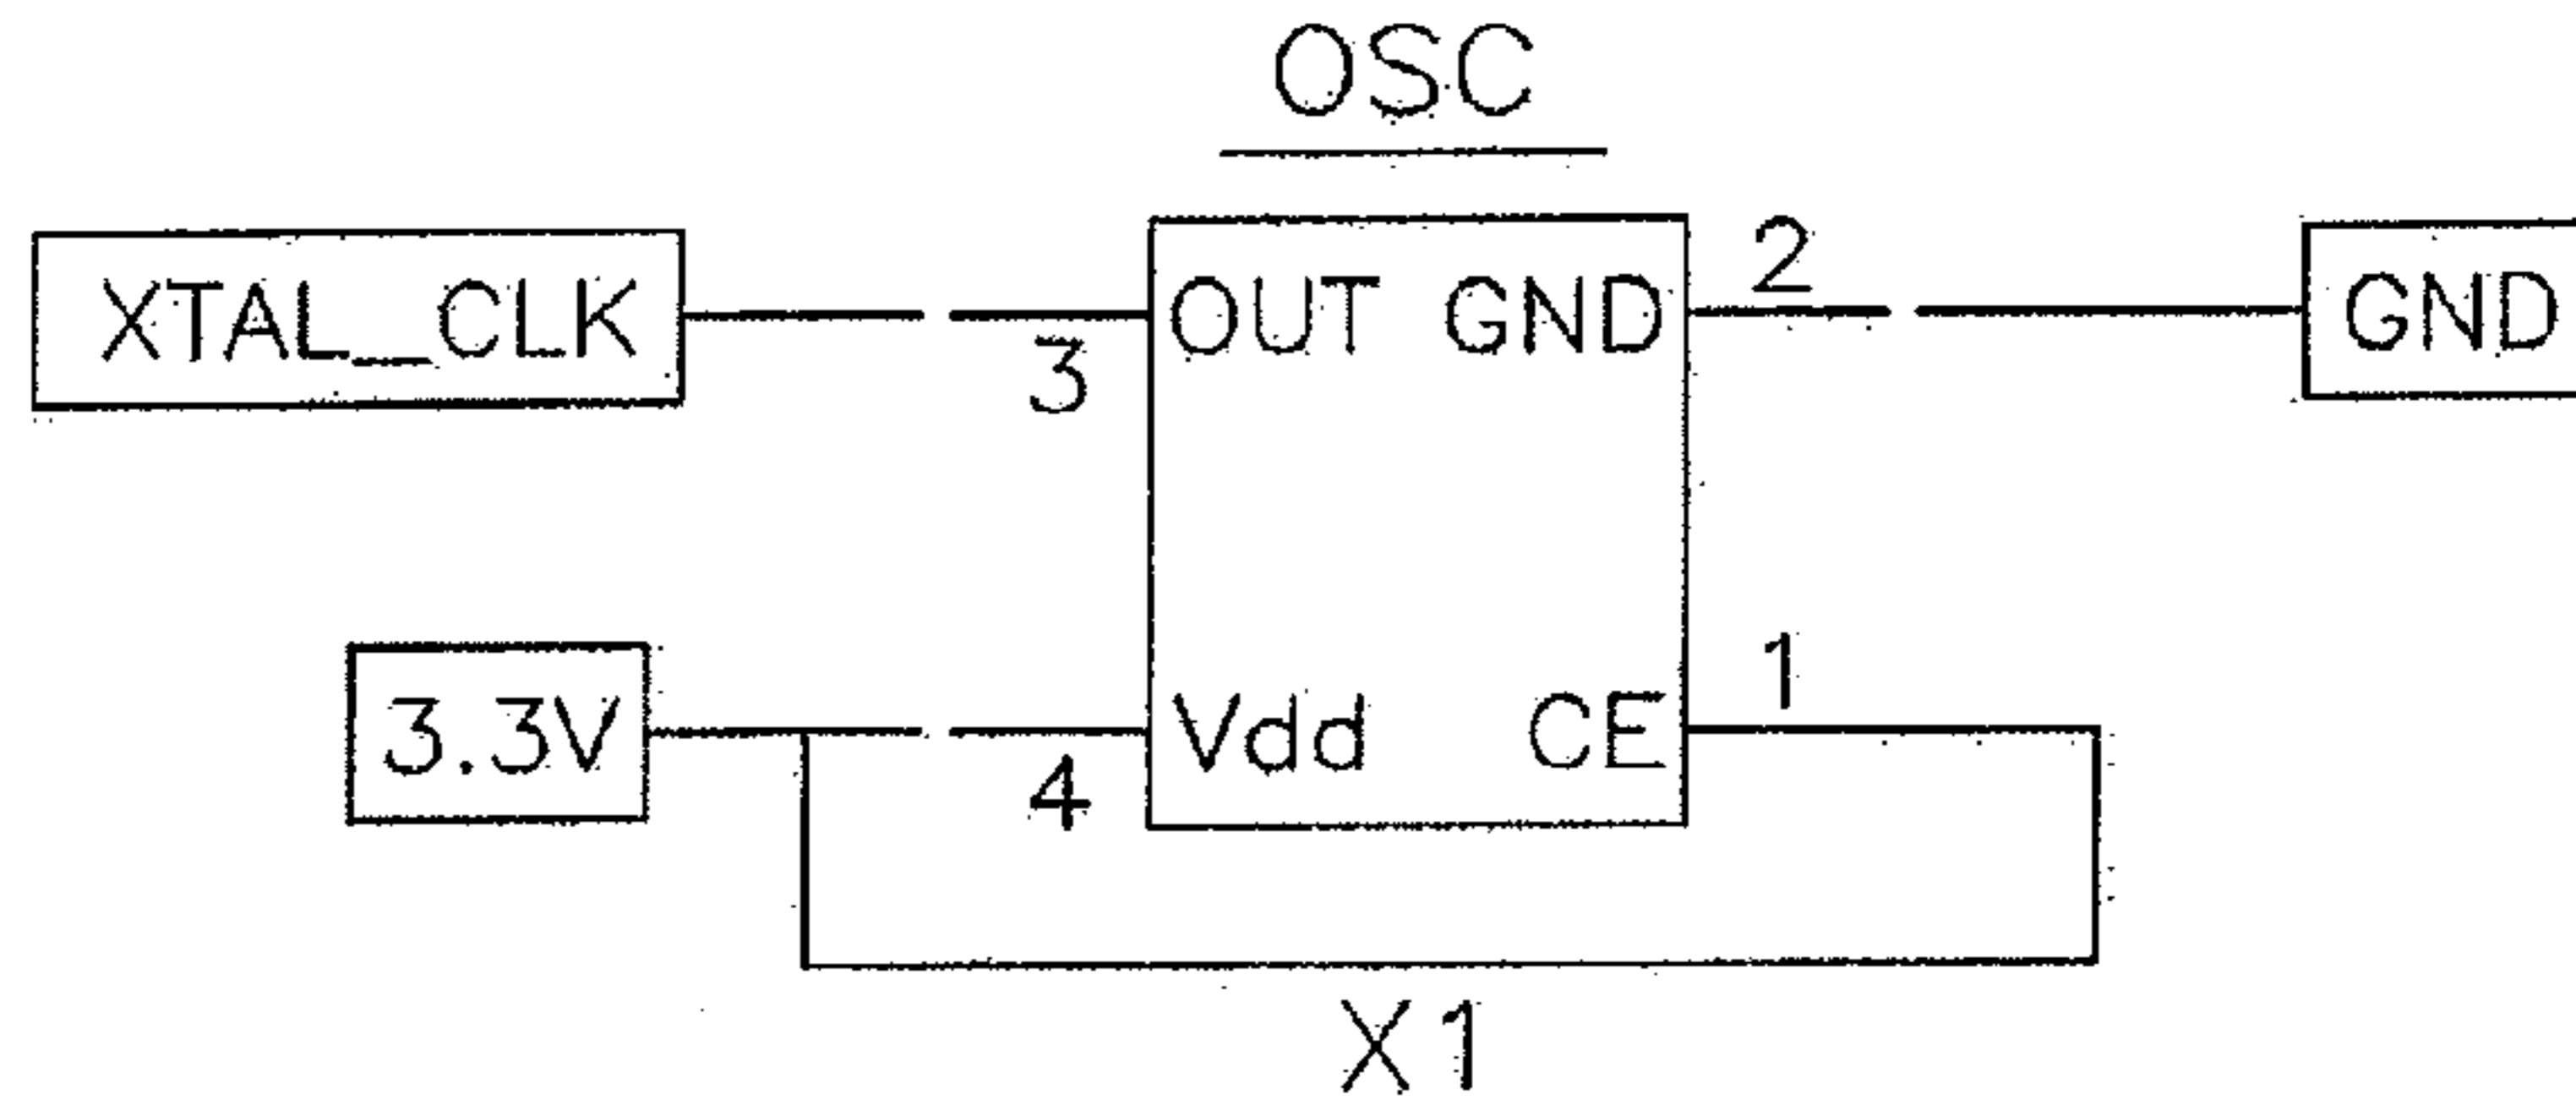 OSC
XTAL_CLK
3
OUT GND
2
GND
3.3V
4
Vdd CE
1
X1